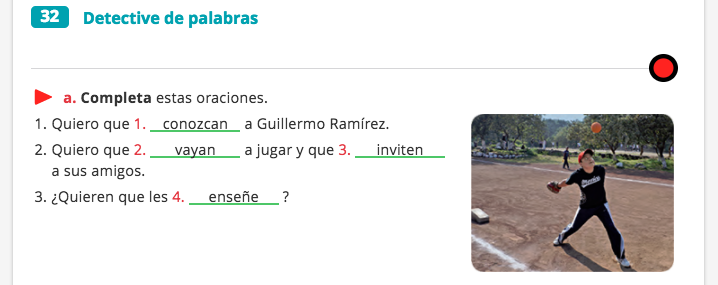 32 Detective de palabras
a. Completa estas oraciones.
1. Quiero que 1. conozcan a Guillermo Ramírez.
2. Quiero que 2. vayan a jugar y que 3. inviten
a sus amigos.
3. ¿Quieren que les 4. enseñe ?